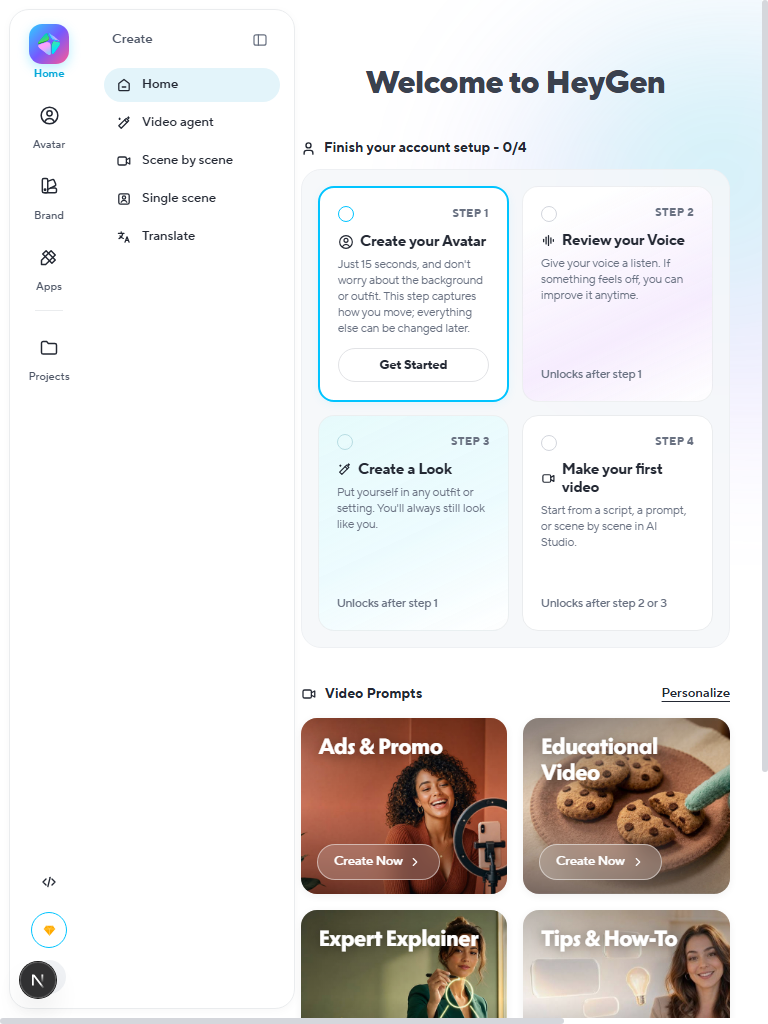 Home
Avatar
Brand
Apps
Projects
N
Create
Home
Video agent
Scene by scene
Single scene
Translate
Welcome to HeyGen
Finish your account setup - 0/4
STEP 1
Create your Avatar
Just 15 seconds, and don't
worry about the background
or outfit. This step captures
how you move; everything
else can be changed later.
Get Started
STEP 2
Review your Voice
Give your voice a listen. If
something feels off, you can
improve it anytime.
Unlocks after step 1
STEP 3
Create a Look
Put yourself in any outfit or
setting. You'll always still look
like you.
Unlocks after step 1
STEP 4
Make your first
video
Start from a script, a prompt,
or scene by scene in AI
Studio.
Unlocks after step 2 or 3
Video Prompts
Personalize
Ads & Promo
Create Now
Educational
Video
Create Now
Expert Explainer
Tips & How-To